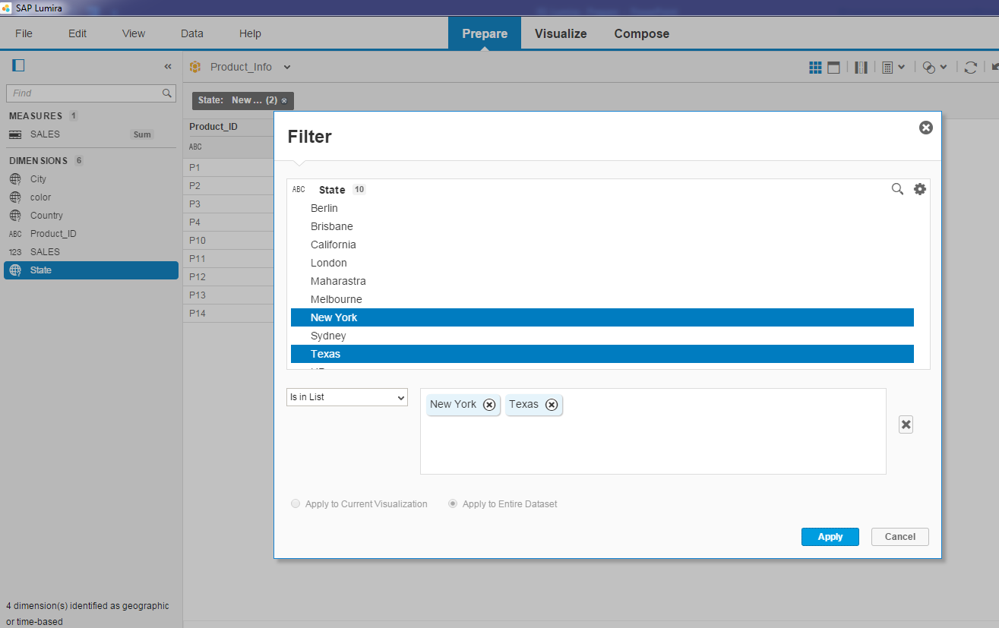 SAP Lumira
File Edit View Data Help Prepare Visualize Compose
« Product_Info
Find
State: New ... (2) ×
MEASURES 1
SALES Sum
DIMENSIONS 6
City
color
Country
ABC Product_ID
123 SALES
State
4 dimension(s) identified as geographic
or time-based
Product_ID
ABC
P1
P2
P3
P4
P10
P11
P12
P13
P14
Filter
ABC State 10
Berlin
Brisbane
California
London
Maharastra
Melbourne
New York
Sydney
Texas
Is in List
New York Texas
Apply to Current Visualization Apply to Entire Dataset
Apply Cancel